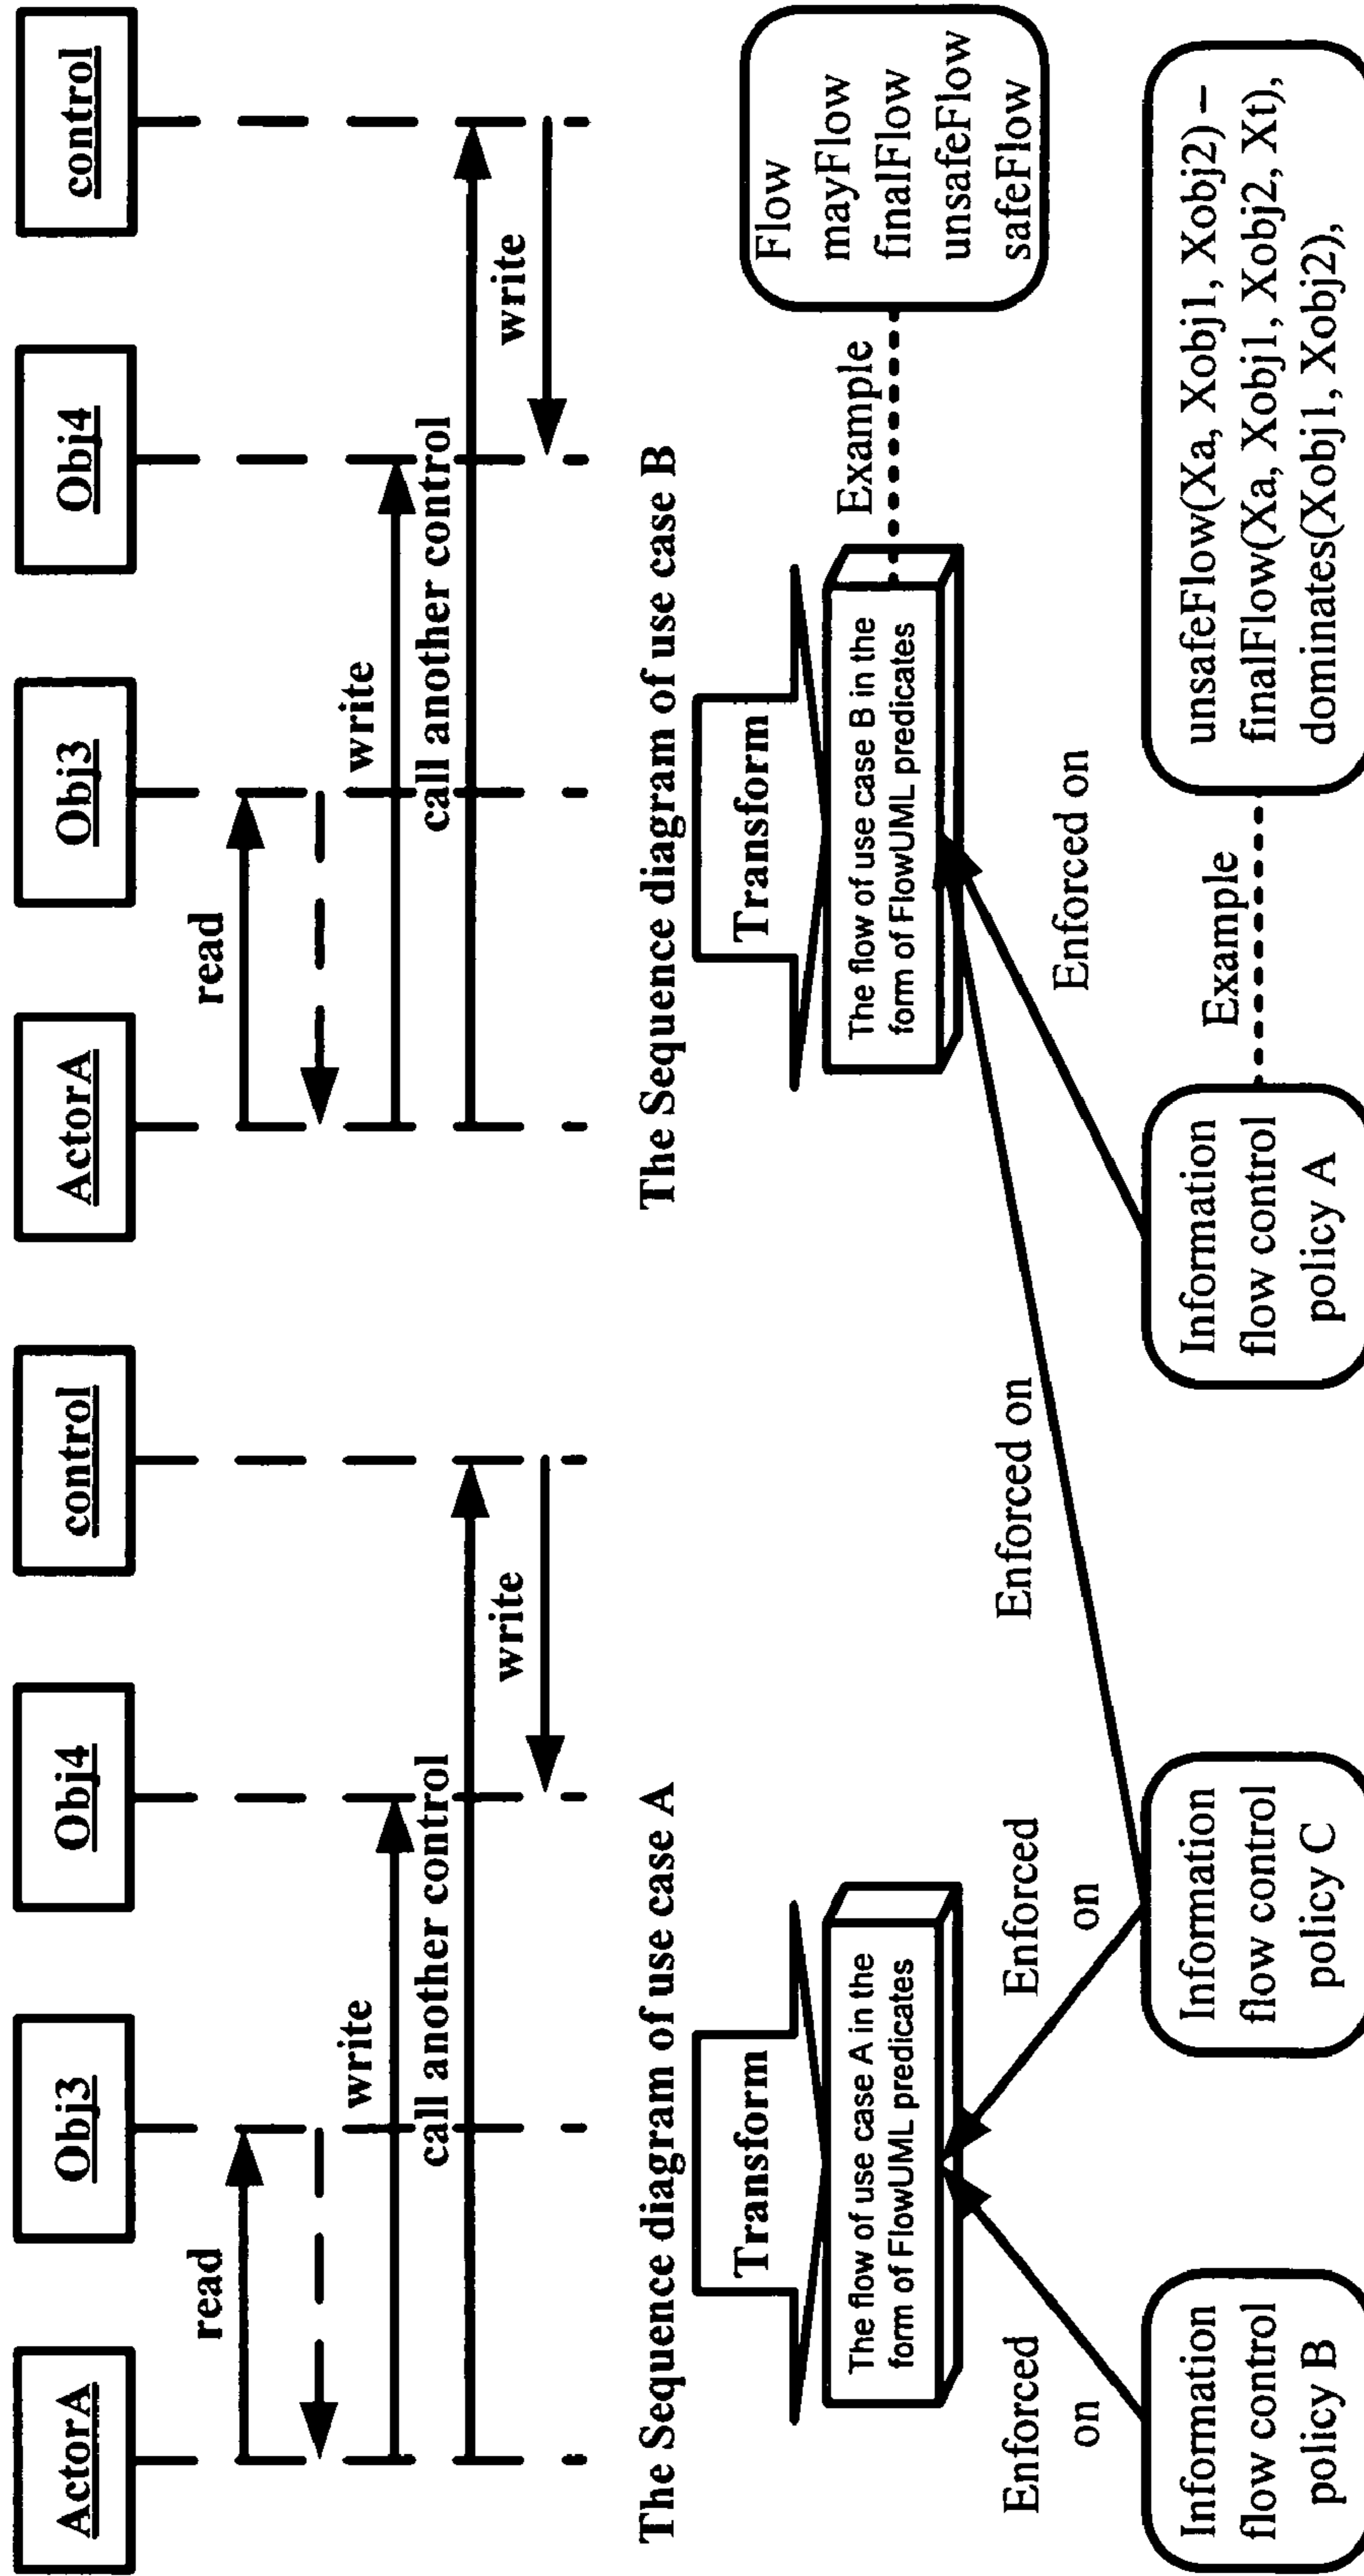 ActorA
Obj3
Obj4
control
read
write
call another control
write
The Sequence diagram of use case A
ActorA
Obj3
Obj4
control
read
write
call another control
write
The Sequence diagram of use case B
Transform
The flow of use case A in the
form of FlowUML predicates
Transform
The flow of use case B in the
form of FlowUML predicates
Example
Flow
mayFlow
finalFlow
unsafeFlow
safeFlow
Enforced
on
Enforced
on
Enforced on
Enforced on
Information
flow control
policy B
Information
flow control
policy C
Information
flow control
policy A
Example
unsafeFlow(Xa, Xobj1, Xobj2) –
finalFlow(Xa, Xobj1, Xobj2, Xt),
dominates(Xobj1, Xobj2),